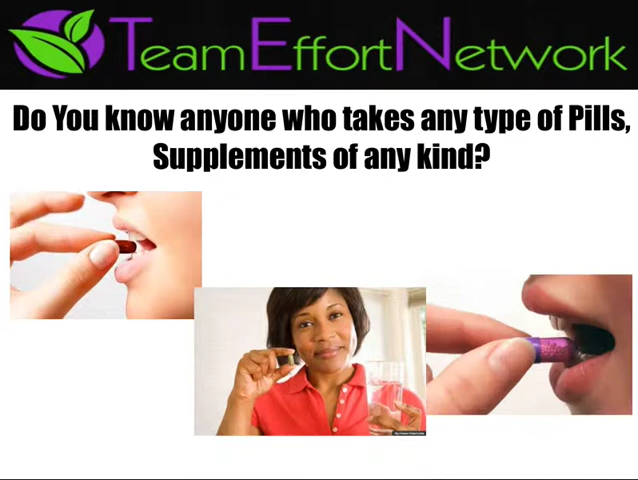 TeamEffortNetwork
Do You know anyone who takes any type of Pills,
Supplements of any kind?